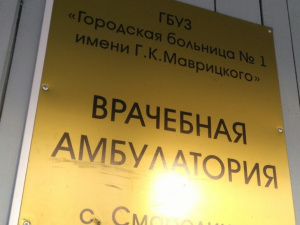 ГБУЗ
«Городская больница № 1
имени Г.К.Маврицкого»
ВРАЧЕБНАЯ
АМБУЛАТОРИЯ
с.